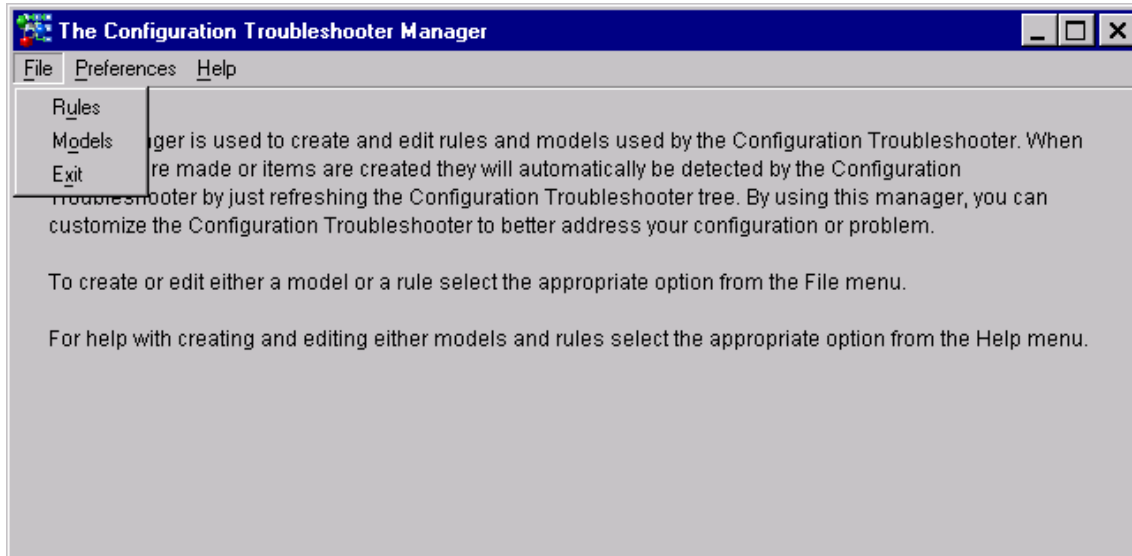 The Configuration Troubleshooter Manager
File Preferences Help
Rules
Models
Exit
ger is used to create and edit rules and models used by the Configuration Troubleshooter. When
re made or items are created they will automatically be detected by the Configuration
Troubleshooter by just refreshing the Configuration Troubleshooter tree. By using this manager, you can
customize the Configuration Troubleshooter to better address your configuration or problem.
To create or edit either a model or a rule select the appropriate option from the File menu.
For help with creating and editing either models and rules select the appropriate option from the Help menu.